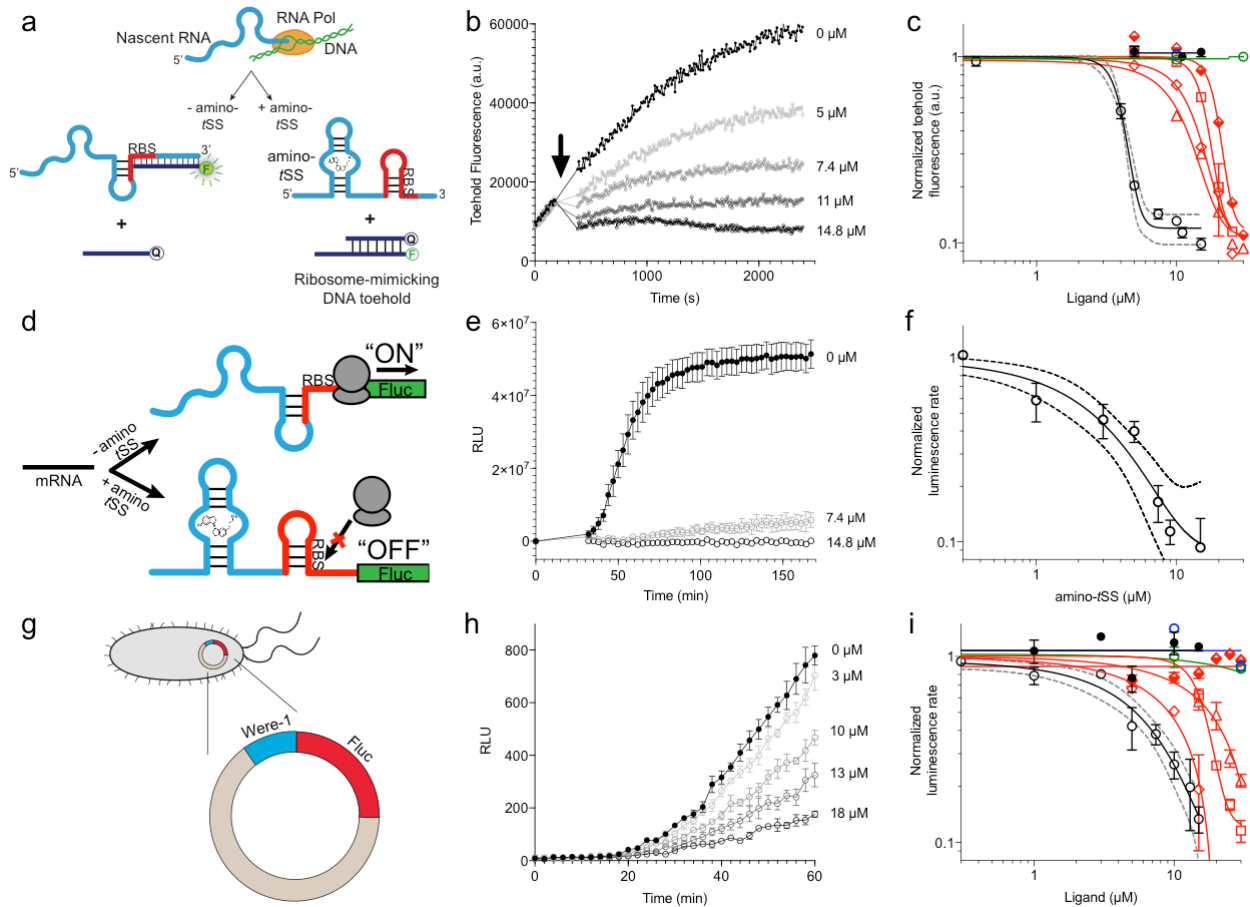 a
RNA Pol
Nascent RNA
DNA
5'
- amino-
tSS
+ amino-
tSS
RBS
3'
F
5'
+
Q
amino-
tSS
RBS
5'
3'
+
Q
F
Ribosome-mimicking
DNA toehold
b
Toehold Fluorescence (a.u.)
60000
40000
20000
0
0
1000
2000
Time (s)
0 µM
5 µM
7.4 µM
11 µM
14.8 µM
c
Normalized toehold
fluorescence (a.u.)
1
0.1
1
10
Ligand (µM)
d
mRNA
- amino
tSS
+ amino
tSS
RBS
"ON"
Fluc
RBS
"OFF"
Fluc
e
RLU
6×10⁷
4×10⁷
2×10⁷
0
0
50
100
150
Time (min)
0 µM
7.4 µM
14.8 µM
f
Normalized
luminescence rate
1
0.1
1
10
amino-tSS (µM)
g
Were-1
Fluc
h
RLU
800
600
400
200
0
0
20
40
60
Time (min)
0 µM
3 µM
10 µM
13 µM
18 µM
i
Normalized
luminescence rate
1
0.1
1
10
Ligand (µM)